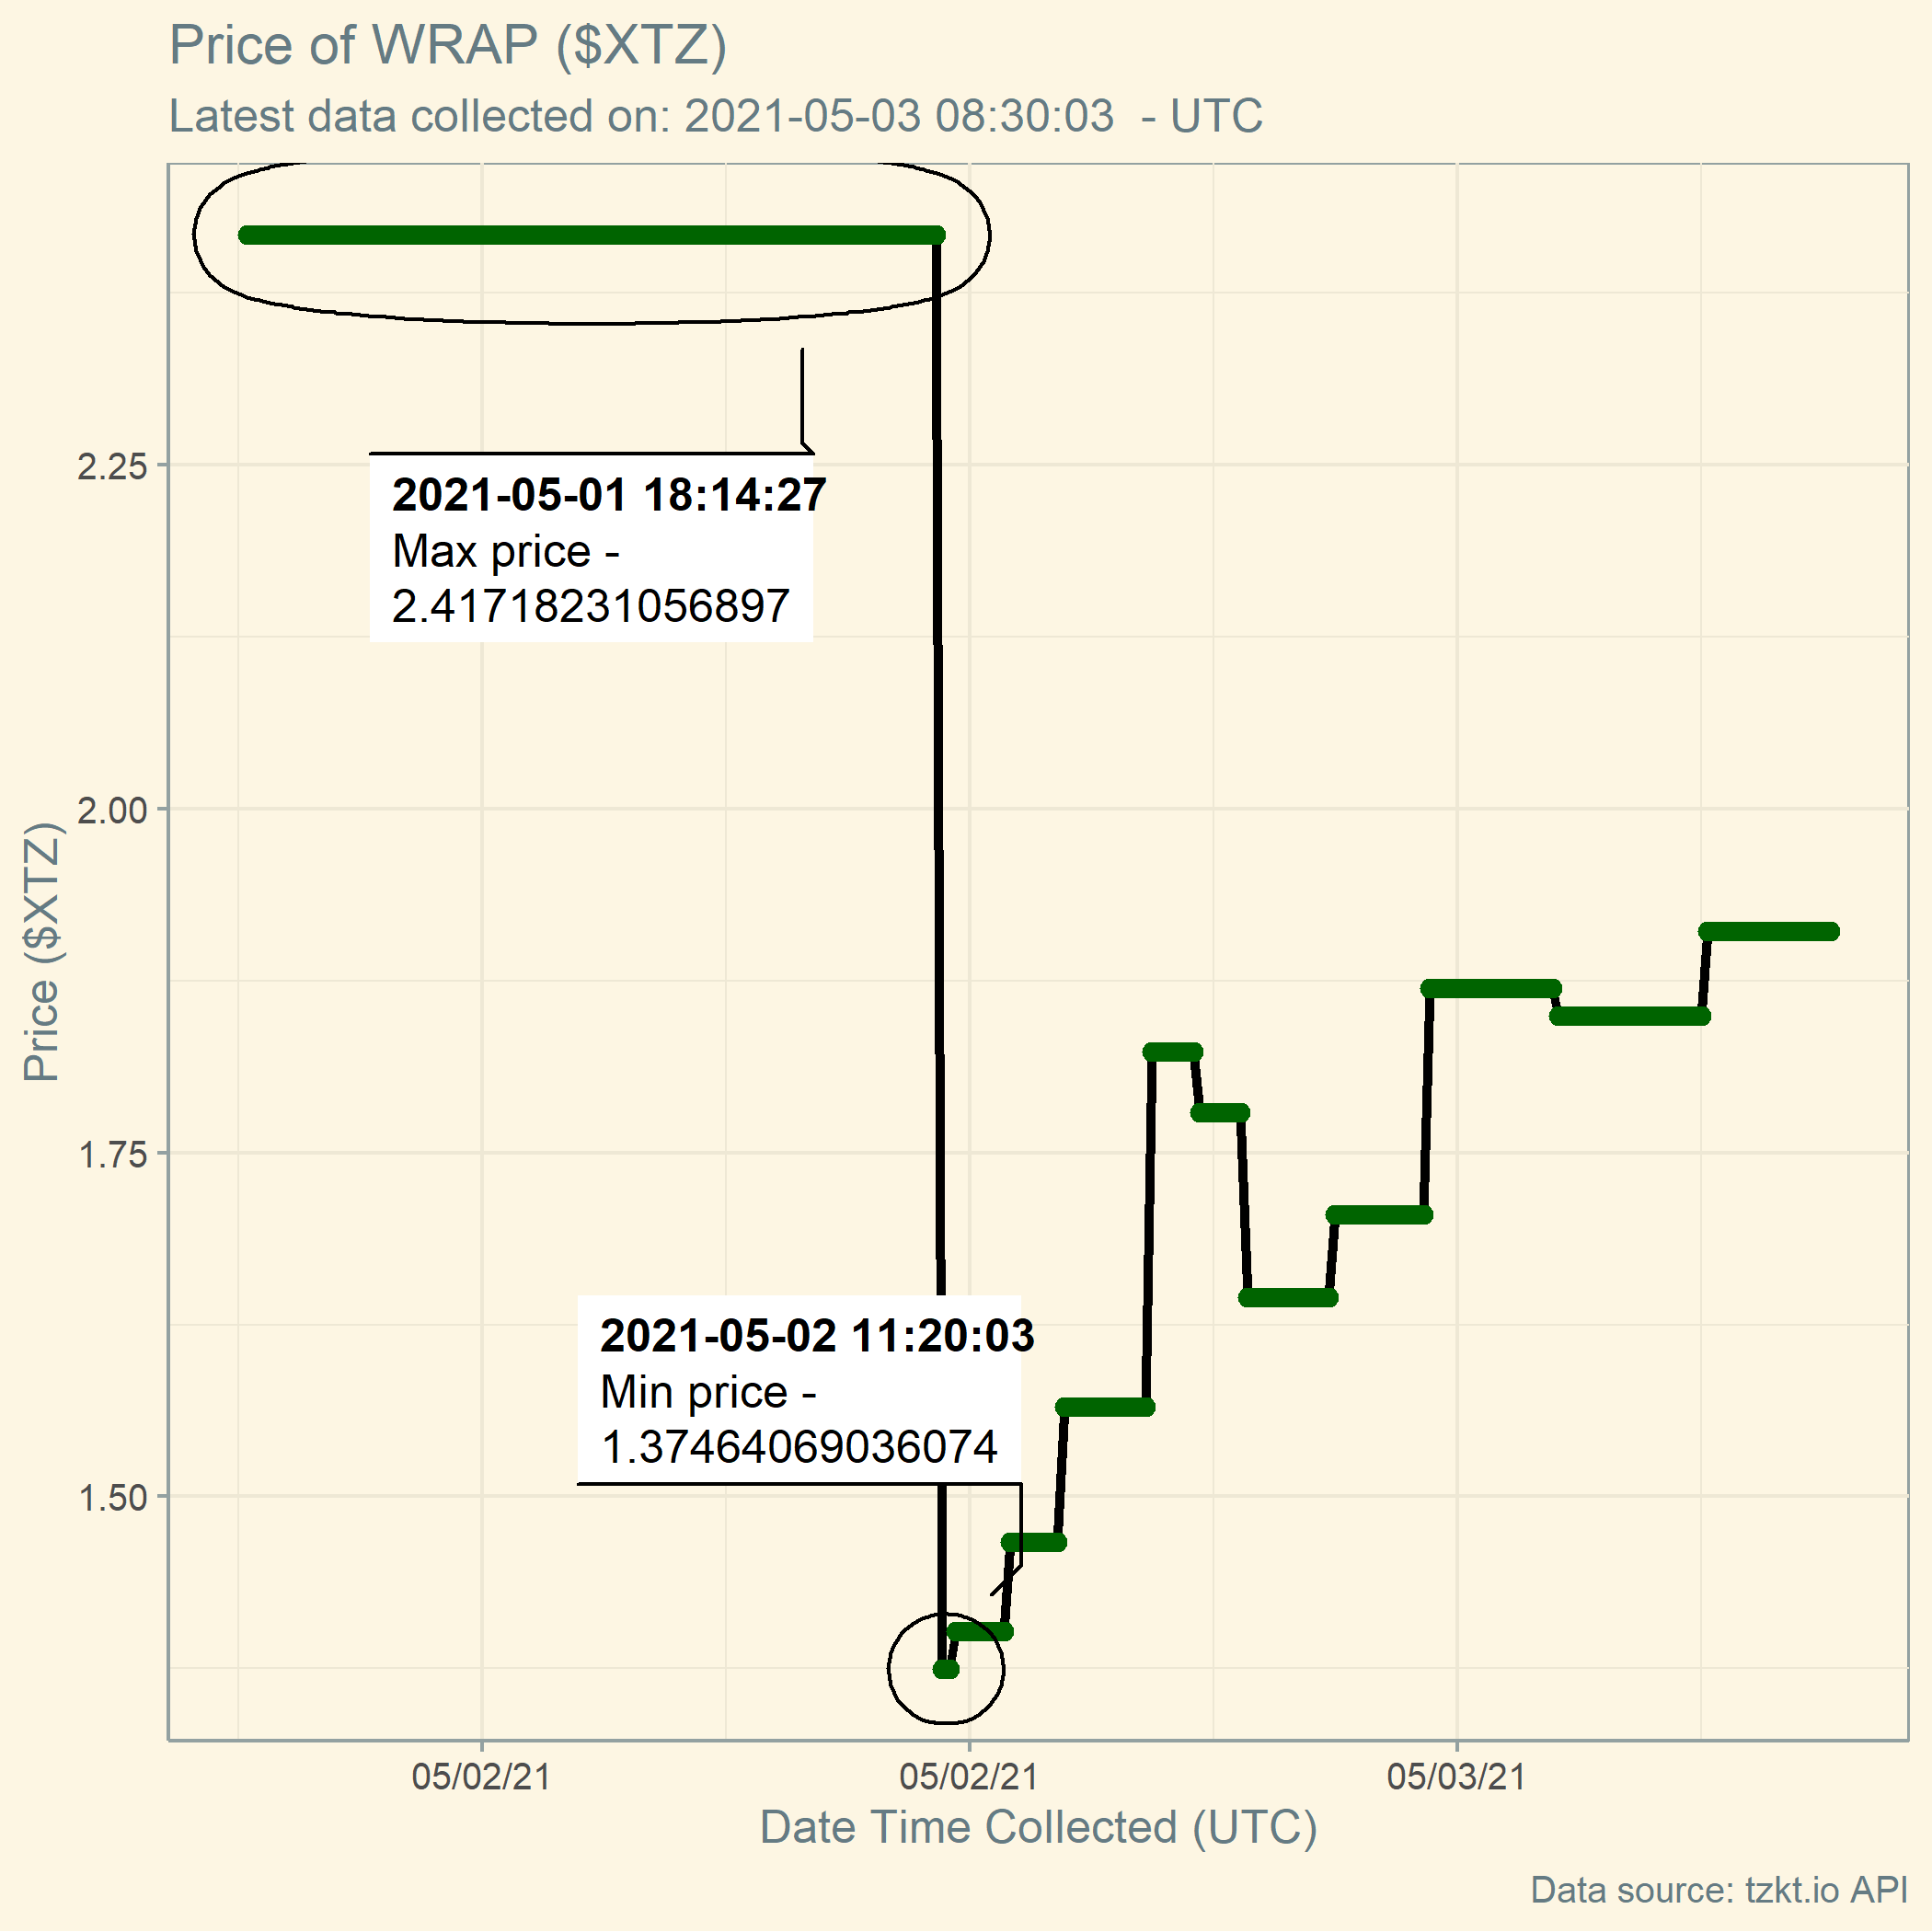 Price of WRAP ($XTZ)
Latest data collected on: 2021-05-03 08:30:03  - UTC
2.25
2.00
1.75
1.50
Price ($XTZ)
2021-05-01 18:14:27
Max price -
2.41718231056897
2021-05-02 11:20:03
Min price -
1.37464069036074
05/02/21
05/02/21
05/03/21
Date Time Collected (UTC)
Data source: tzkt.io API